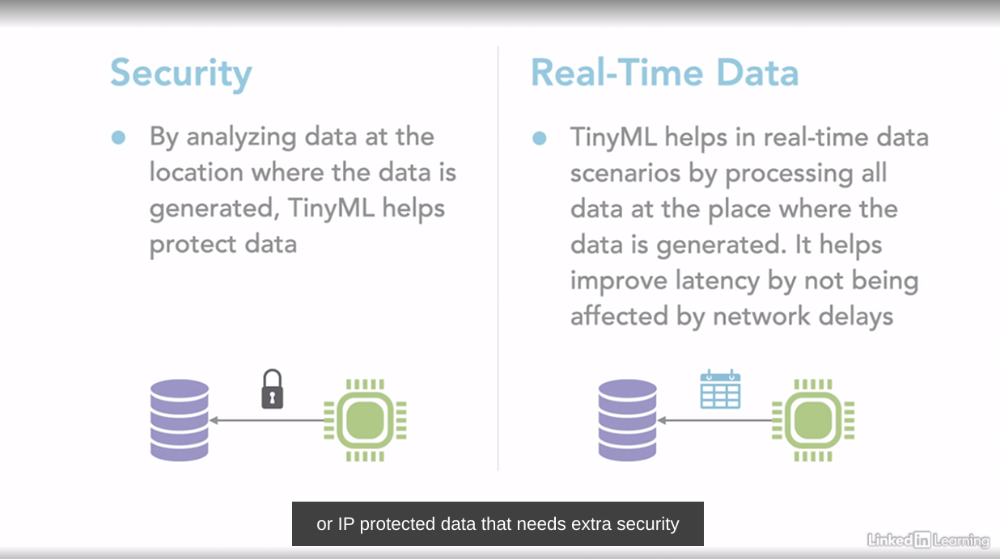 Security
By analyzing data at the
location where the data is
generated, TinyML helps
protect data
Real-Time Data
TinyML helps in real-time data
scenarios by processing all
data at the place where the
data is generated. It helps
improve latency by not being
affected by network delays
or IP protected data that needs extra security
Linked in Learning